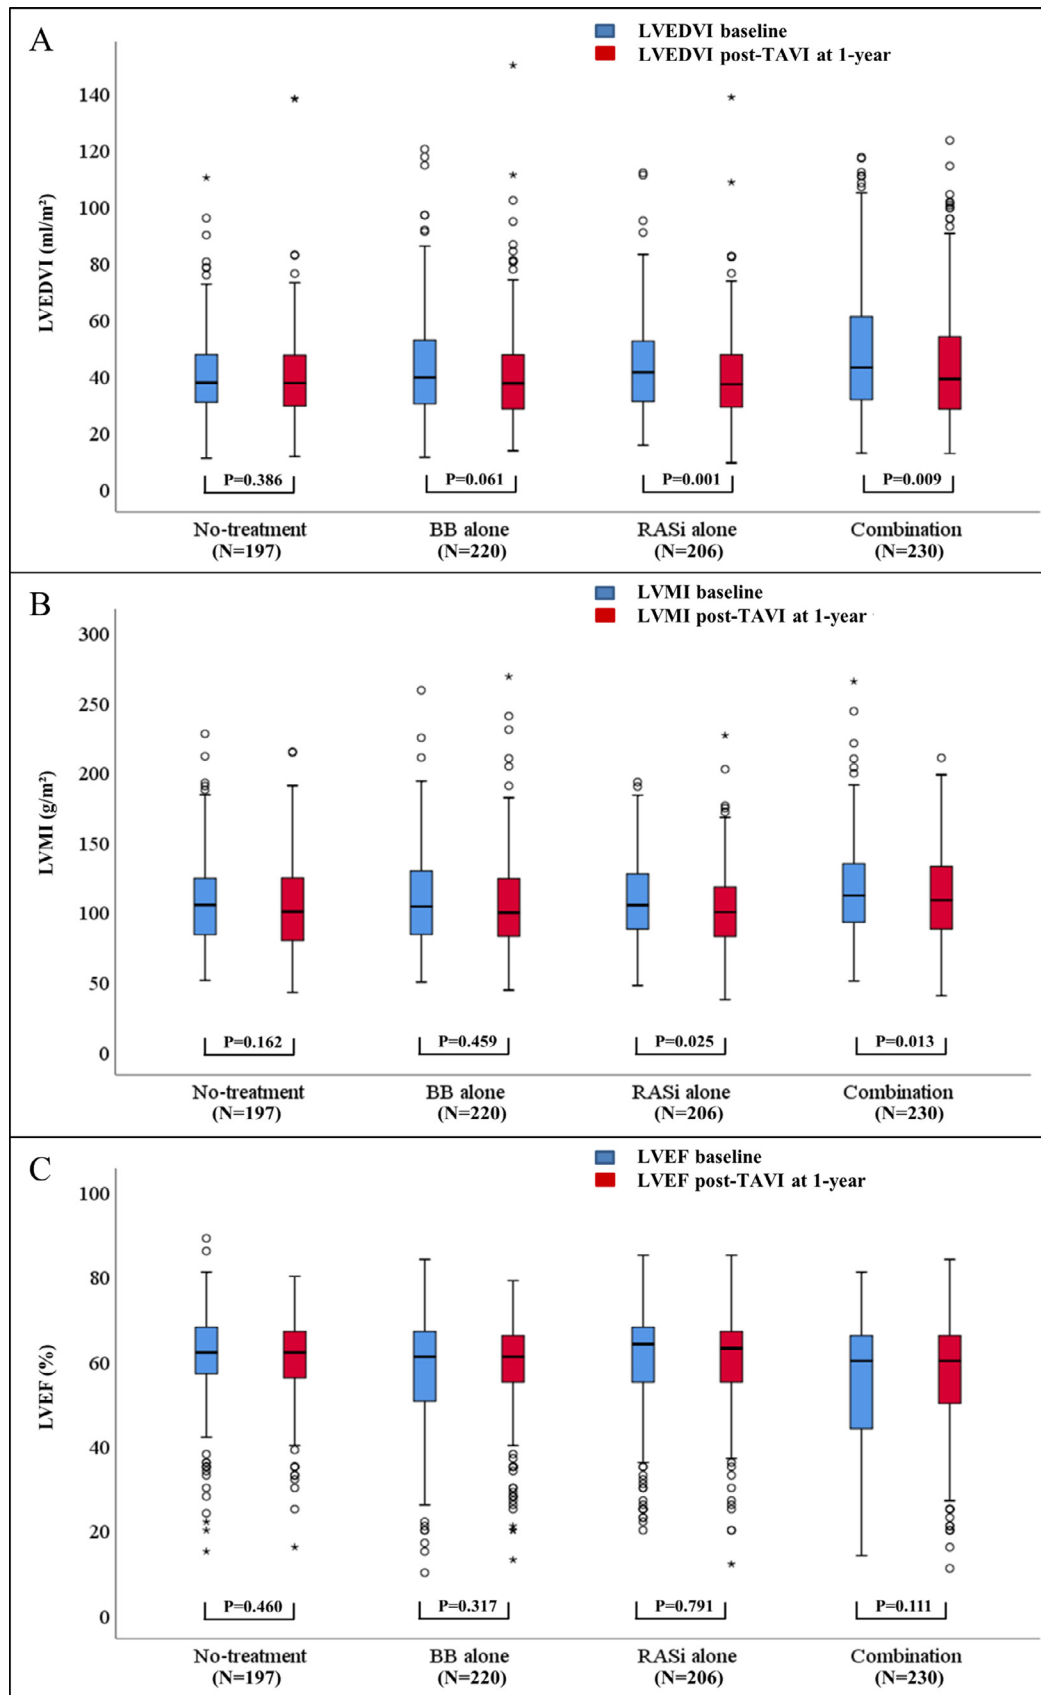 A
LVEDVI baseline
LVEDVI post-TAVI at 1-year
LVEDVI (ml/m²)
140
120
100
80
60
40
20
0
P=0.386
P=0.061
P=0.001
P=0.009
No-treatment BB alone RASi alone Combination
(N=197) (N=220) (N=206) (N=230)
B
LVMI baseline
LVMI post-TAVI at 1-year
LVMI (g/m²)
300
250
200
150
100
50
0
P=0.162
P=0.459
P=0.025
P=0.013
No-treatment BB alone RASi alone Combination
(N=197) (N=220) (N=206) (N=230)
C
LVEF baseline
LVEF post-TAVI at 1-year
LVEF (%)
100
80
60
40
20
0
P=0.460
P=0.317
P=0.791
P=0.111
No-treatment BB alone RASi alone Combination
(N=197) (N=220) (N=206) (N=230)